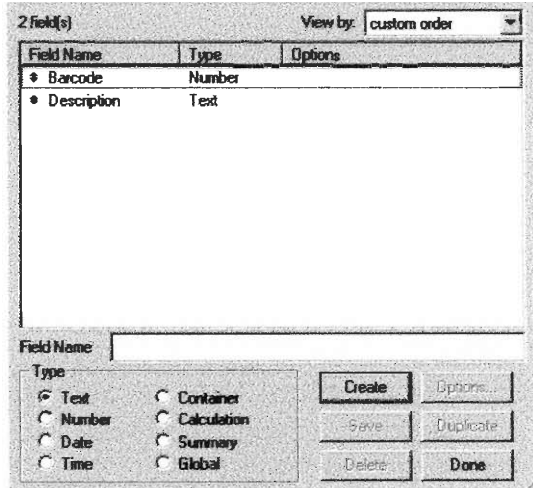 2 field(s) View by: custom order
Field Name Type Options
Barcode Number
Description Text
Field Name
Type
Text Container Create Options...
Number Calculation Save Duplicate
Date Summary Delete Done
Time Global